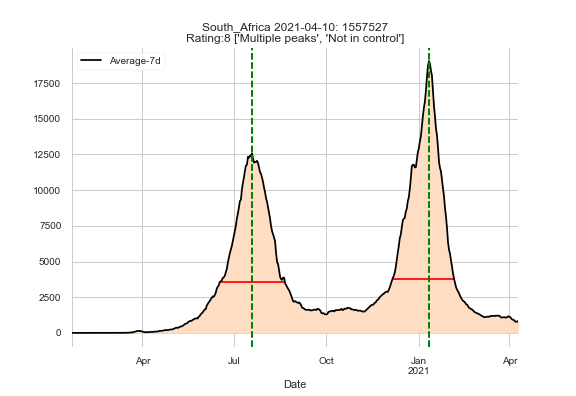 South_Africa 2021-04-10: 1557527
Rating:8 ['Multiple peaks', 'Not in control']
Average-7d
17500
15000
12500
10000
7500
5000
2500
0
Apr
Jul
Oct
Jan
2021
Apr
Date